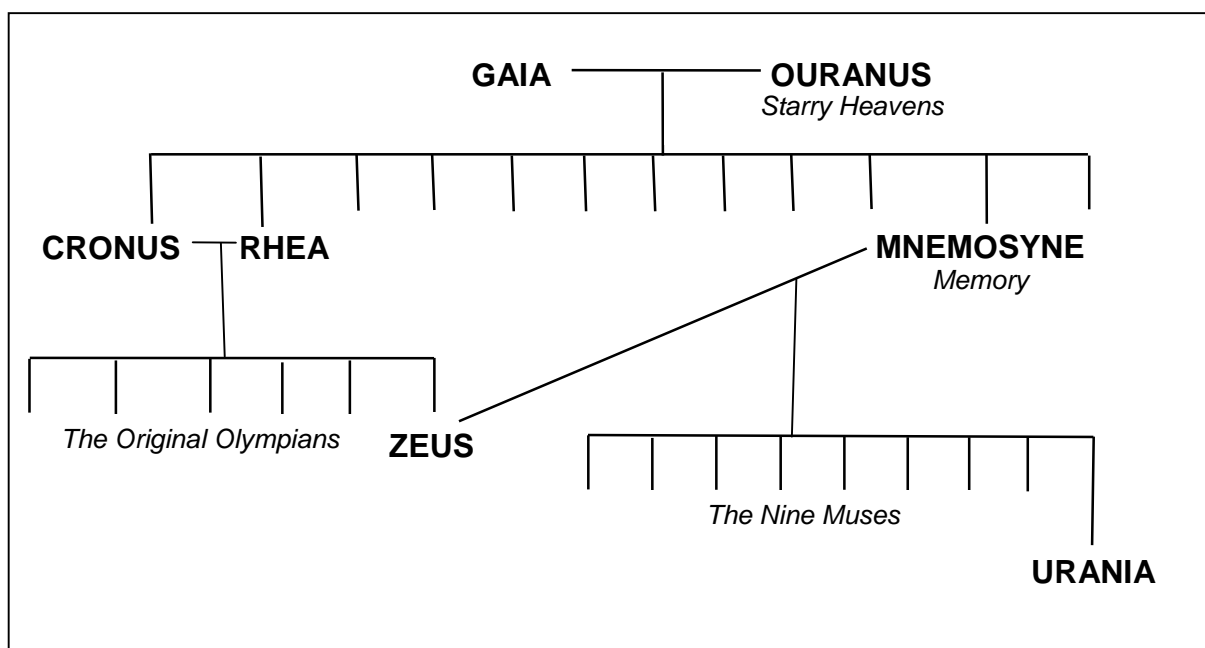 GAIA OURANUS
Starry Heavens
CRONUS RHEA MNEMOSYNE
Memory
The Original Olympians ZEUS
The Nine Muses
URANIA